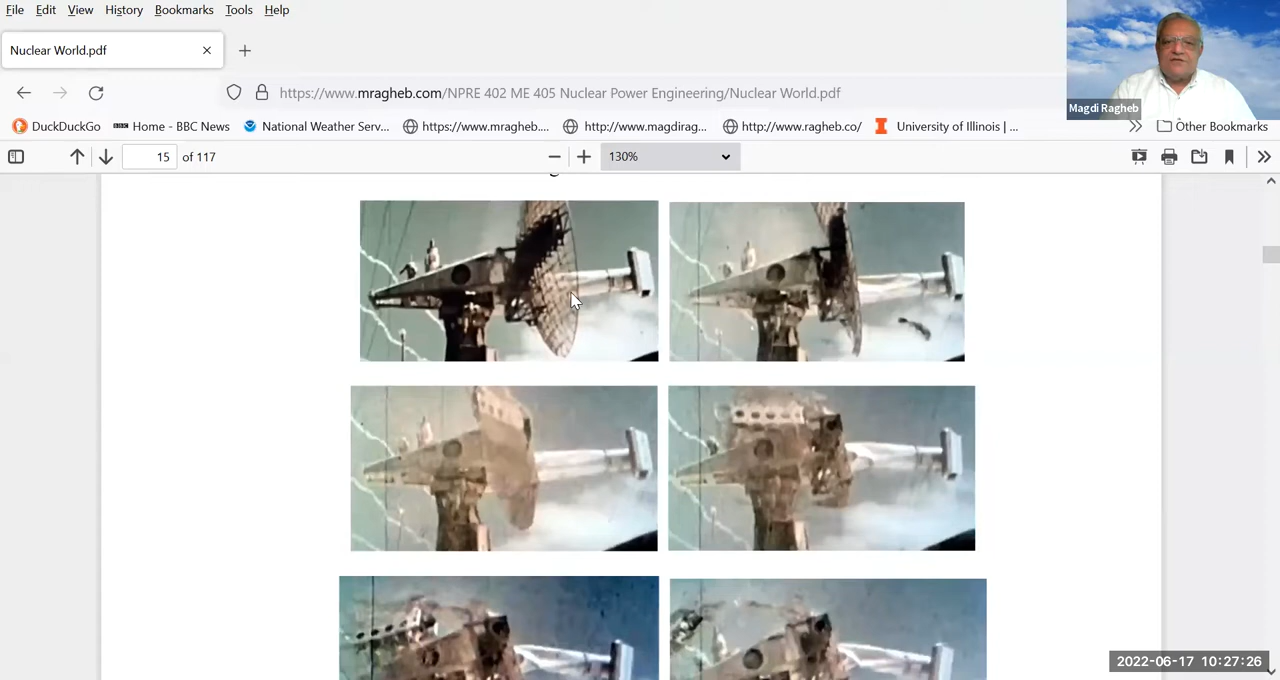 File Edit View History Bookmarks Tools Help
Nuclear World.pdf
Magdi Ragheb
https://www.mragheb.com/NPRE 402 ME 405 Nuclear Power Engineering/Nuclear World.pdf
DuckDuckGo BBC Home - BBC News National Weather Serv... https://www.mragheb.... http://www.magdirag... http://www.ragheb.co/ University of Illinois | ... Other Bookmarks
15 of 117 130%
2022-06-17 10:27:26